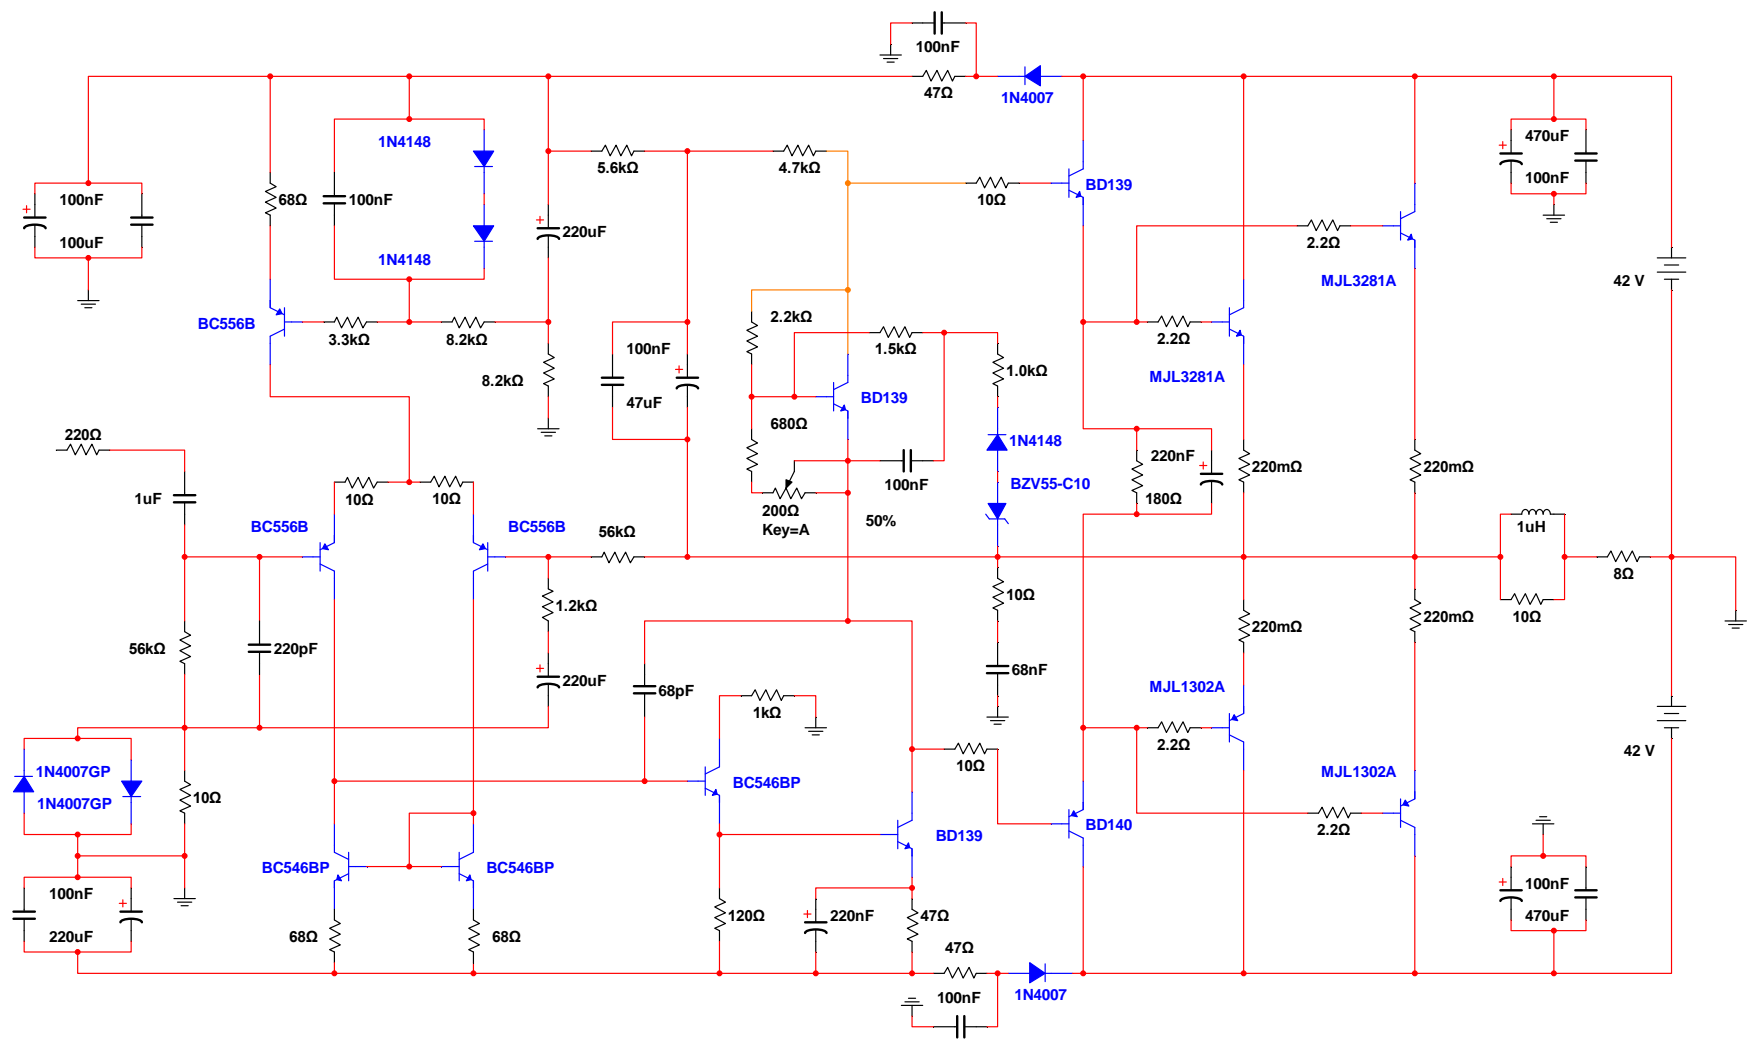 100nF
47Ω
1N4007
1N4148
5.6kΩ
4.7kΩ
470uF
100nF
BD139
10Ω
100nF
100uF
68Ω
100nF
220uF
1N4148
2.2Ω
MJL3281A
42 V
BC556B
3.3kΩ
8.2kΩ
2.2kΩ
1.5kΩ
2.2Ω
100nF
47uF
8.2kΩ
1.0kΩ
MJL3281A
BD139
680Ω
220Ω
1N4148
220nF
180Ω
220mΩ
220mΩ
BZV55-C10
100nF
1uF
10Ω
10Ω
200Ω
Key=A
50%
BC556B
BC556B
56kΩ
1uH
8Ω
10Ω
10Ω
1.2kΩ
220mΩ
220mΩ
56kΩ
220pF
220uF
68pF
68nF
MJL1302A
1kΩ
2.2Ω
42 V
10Ω
1N4007GP
1N4007GP
10Ω
BC546BP
MJL1302A
2.2Ω
BD139
BD140
BC546BP
BC546BP
100nF
220uF
68Ω
68Ω
120Ω
220nF
47Ω
100nF
470uF
47Ω
100nF
1N4007